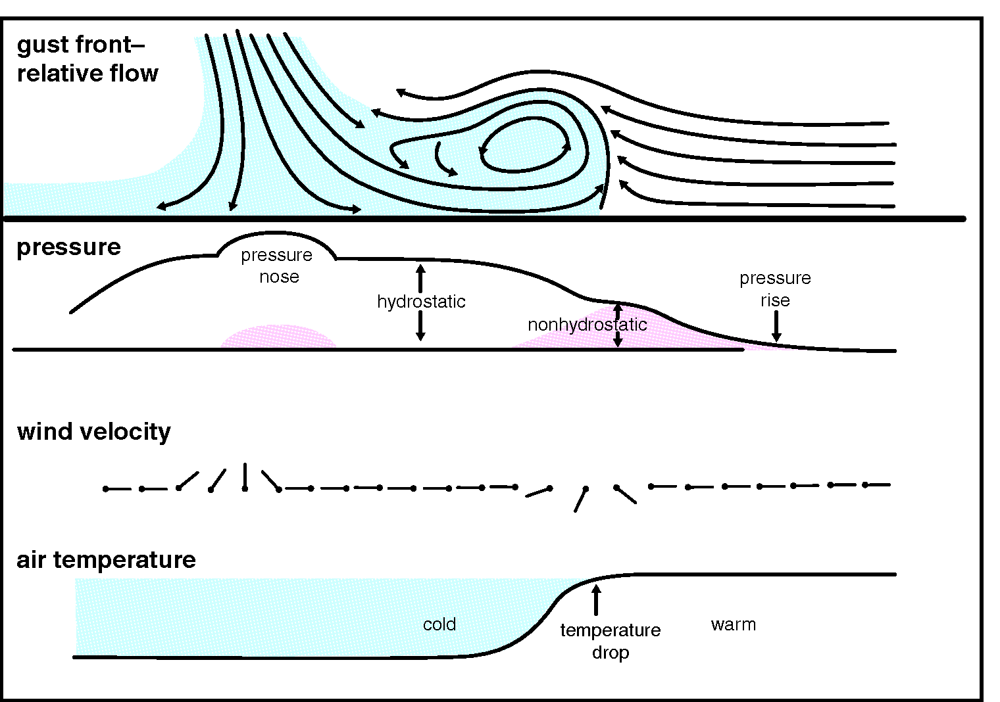 gust front–
relative flow
pressure
pressure
nose
hydrostatic
nonhydrostatic
pressure
rise
wind velocity
air temperature
cold
temperature
drop
warm